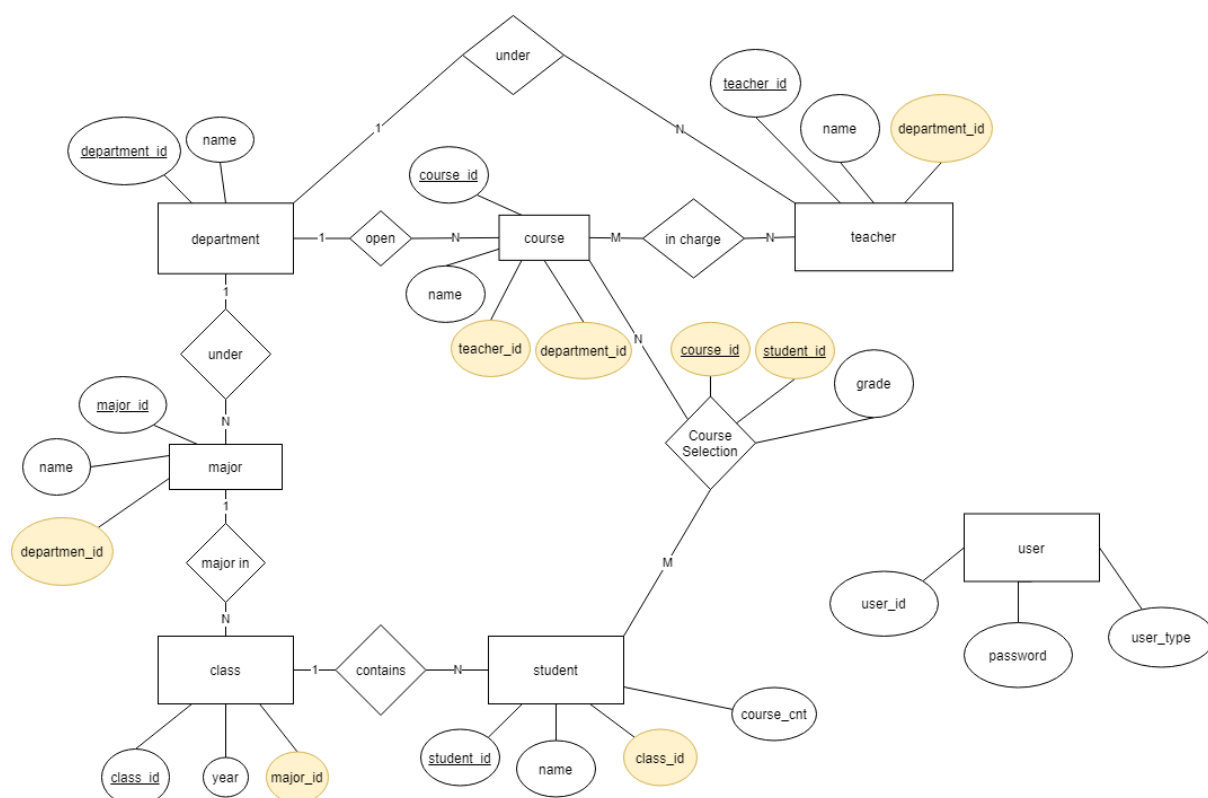 under
1
N
teacher_id
name
department_id
department_id
name
course_id
department
1
open
N
course
M
in charge
N
teacher
name
teacher_id
department_id
1
under
N
N
course_id
student_id
grade
Course
Selection
major_id
name
major
departmen_id
1
major in
N
M
user
user_id
password
user_type
class
1
contains
N
student
course_cnt
class_id
year
major_id
student_id
name
class_id